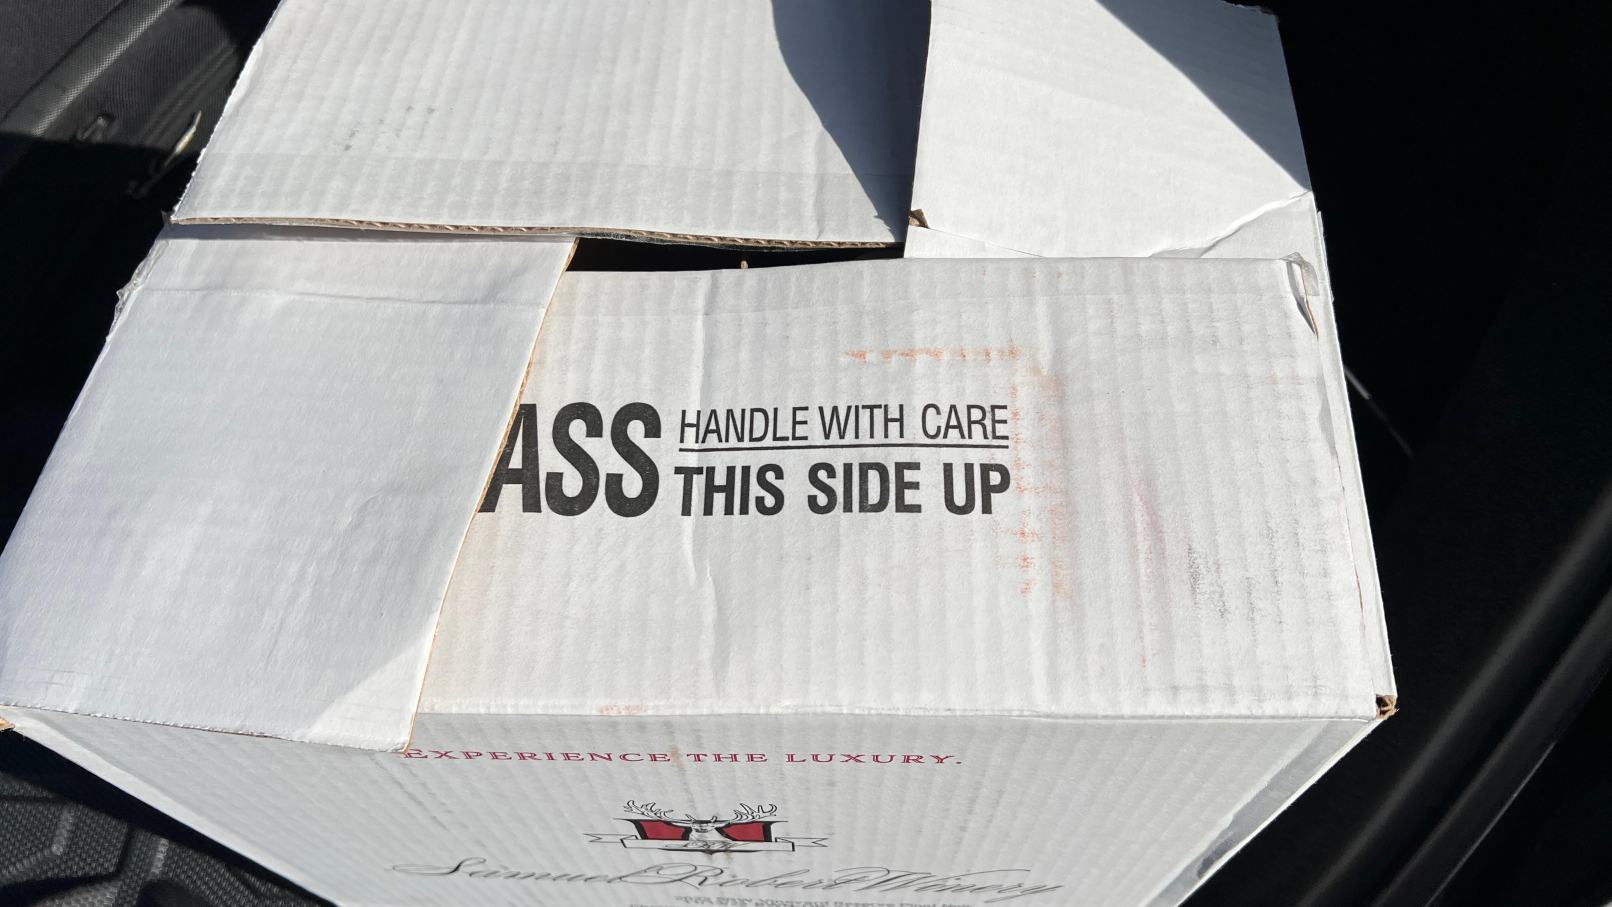 ASS
HANDLE WITH CARE
THIS SIDE UP
EXPERIENCE THE LUXURY.
Samuel Robert Winery